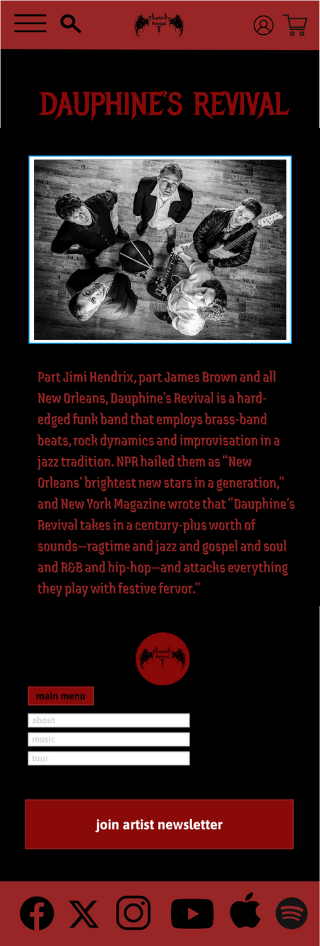 DAUPHINE'S REVIVAL
Part Jimi Hendrix, part James Brown and all
New Orleans, Dauphine's Revival is a hard-
edged funk band that employs brass-band
beats, rock dynamics and improvisation in a
jazz tradition. NPR hailed them as "New
Orleans' brightest new stars in a generation,"
and New York Magazine wrote that "Dauphine's
Revival takes in a century-plus worth of
sounds—ragtime and jazz and gospel and soul
and R&B and hip-hop—and attacks everything
they play with festive fervor."
main menu
about
music
tour
join artist newsletter